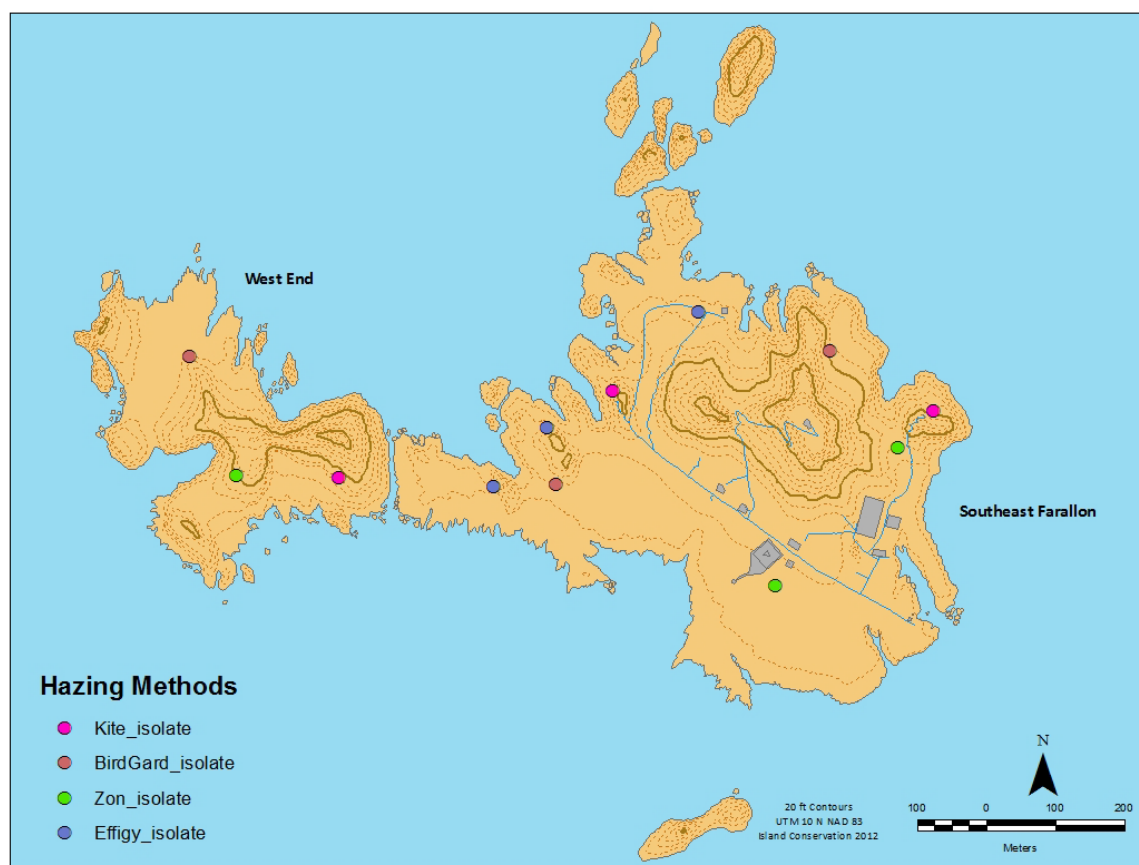 West End
Southeast Farallon
Hazing Methods
Kite_isolate
BirdGard_isolate
Zon_isolate
Effigy_isolate
20 ft Contours
UTM 10 N NAD 83
Island Conservation 2012
N
100 0 100 200
Meters